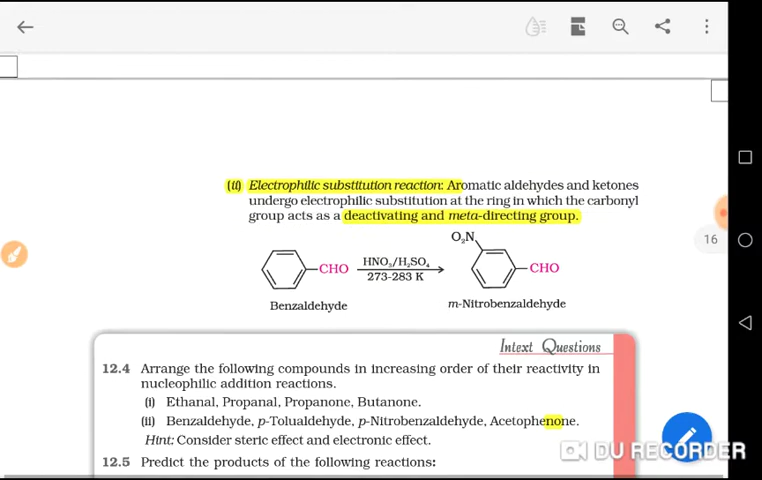 (ii) Electrophilic substitution reaction: Aromatic aldehydes and ketones
undergo electrophilic substitution at the ring in which the carbonyl
group acts as a deactivating and meta-directing group.
O₂N
CHO
HNO₃/H₂SO₄
273-283 K
CHO
Benzaldehyde
m-Nitrobenzaldehyde
16
Intext Questions
12.4 Arrange the following compounds in increasing order of their reactivity in
nucleophilic addition reactions.
(i) Ethanal, Propanal, Propanone, Butanone.
(ii) Benzaldehyde, p-Tolualdehyde, p-Nitrobenzaldehyde, Acetophenone.
Hint: Consider steric effect and electronic effect.
12.5 Predict the products of the following reactions:
DU RECORDER